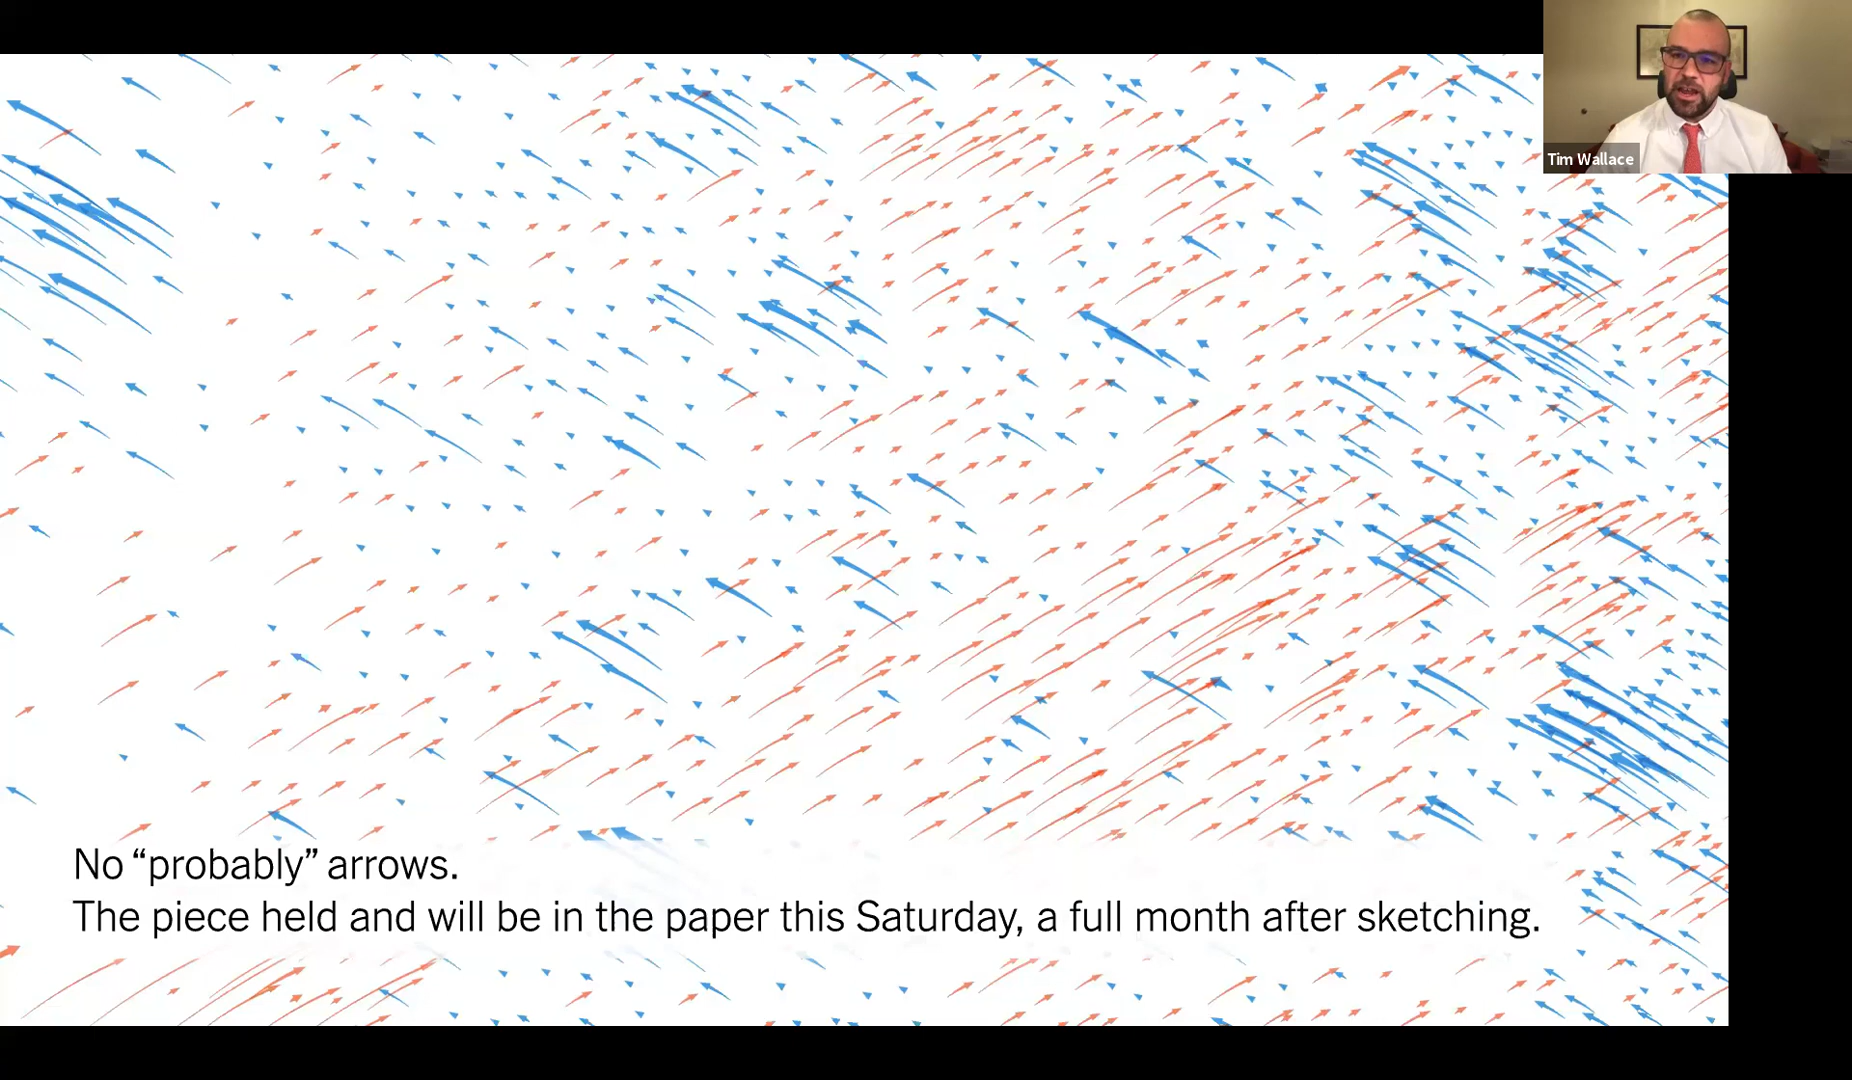 Tim Wallace
No “probably” arrows.
The piece held and will be in the paper this Saturday, a full month after sketching.